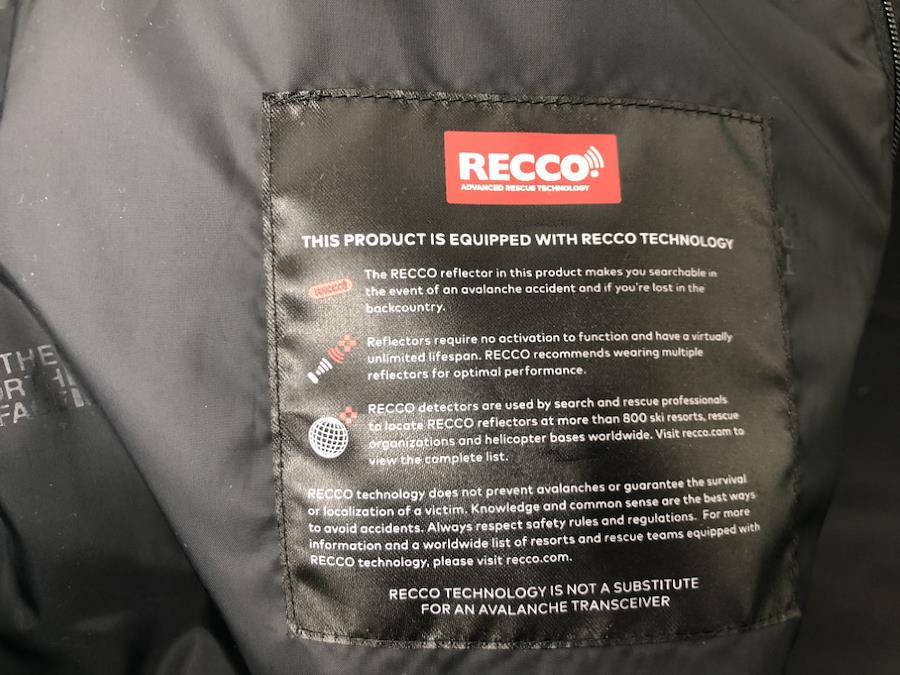 RECCO
ADVANCED RESCUE TECHNOLOGY
THIS PRODUCT IS EQUIPPED WITH RECCO TECHNOLOGY
The RECCO reflector in this product makes you searchable in
the event of an avalanche accident and if you're lost in the
backcountry.
RECCO
Reflectors require no activation to function and have a virtually
unlimited lifespan. RECCO recommends wearing multiple
reflectors for optimal performance.
RECCO detectors are used by search and rescue professionals
to locate RECCO reflectors at more than 800 ski resorts, rescue
organizations and helicopter bases worldwide. Visit recco.com to
view the complete list.
RECCO technology does not prevent avalanches or guarantee the survival
or localization of a victim. Knowledge and common sense are the best ways
to avoid accidents. Always respect safety rules and regulations. For more
information and a worldwide list of resorts and rescue teams equipped with
RECCO technology, please visit recco.com.
RECCO TECHNOLOGY IS NOT A SUBSTITUTE
FOR AN AVALANCHE TRANSCEIVER
THE
ORTH
FACE